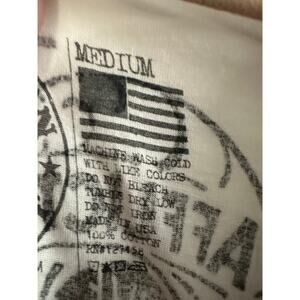 MEDIUM
MACHINE WASH COLD
WITH LIKE COLORS
DO NOT BLEACH
TUMBLE DRY LOW
DO NOT IRON
MADE IN USA
100% COTTON